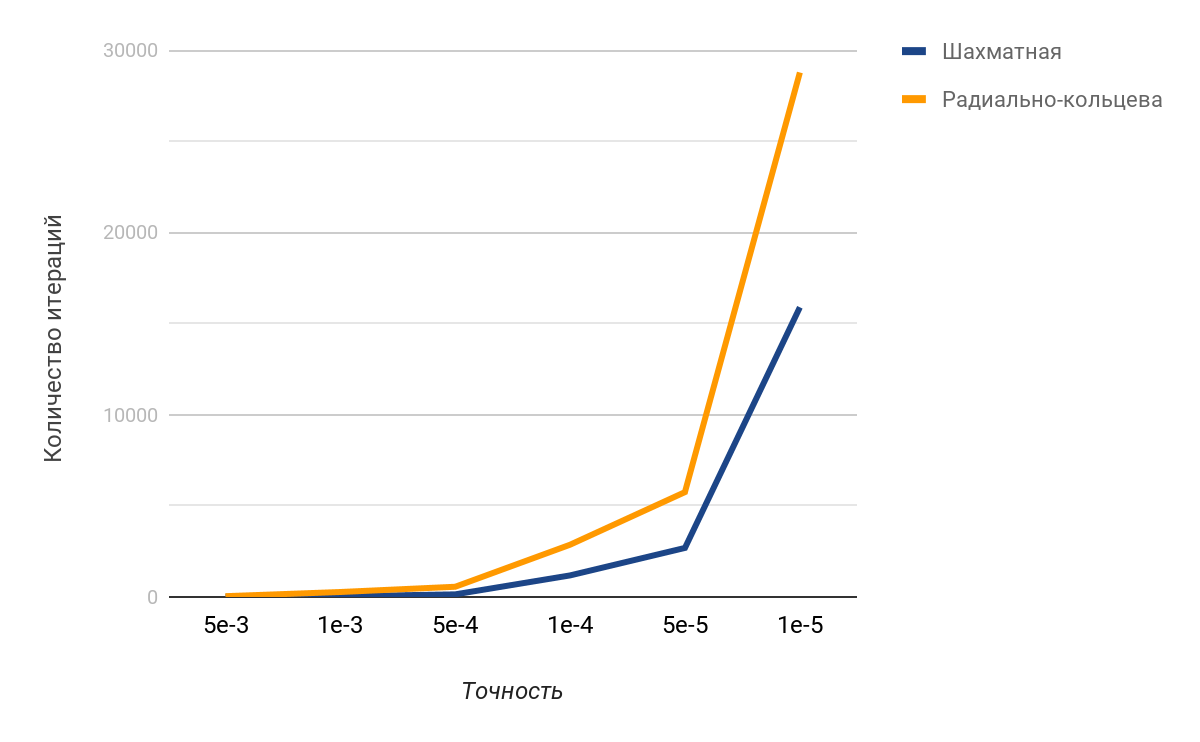 30000
20000
10000
0
Количество итераций
5e-3 1e-3 5e-4 1e-4 5e-5 1e-5
Точность
Шахматная
Радиально-кольцева